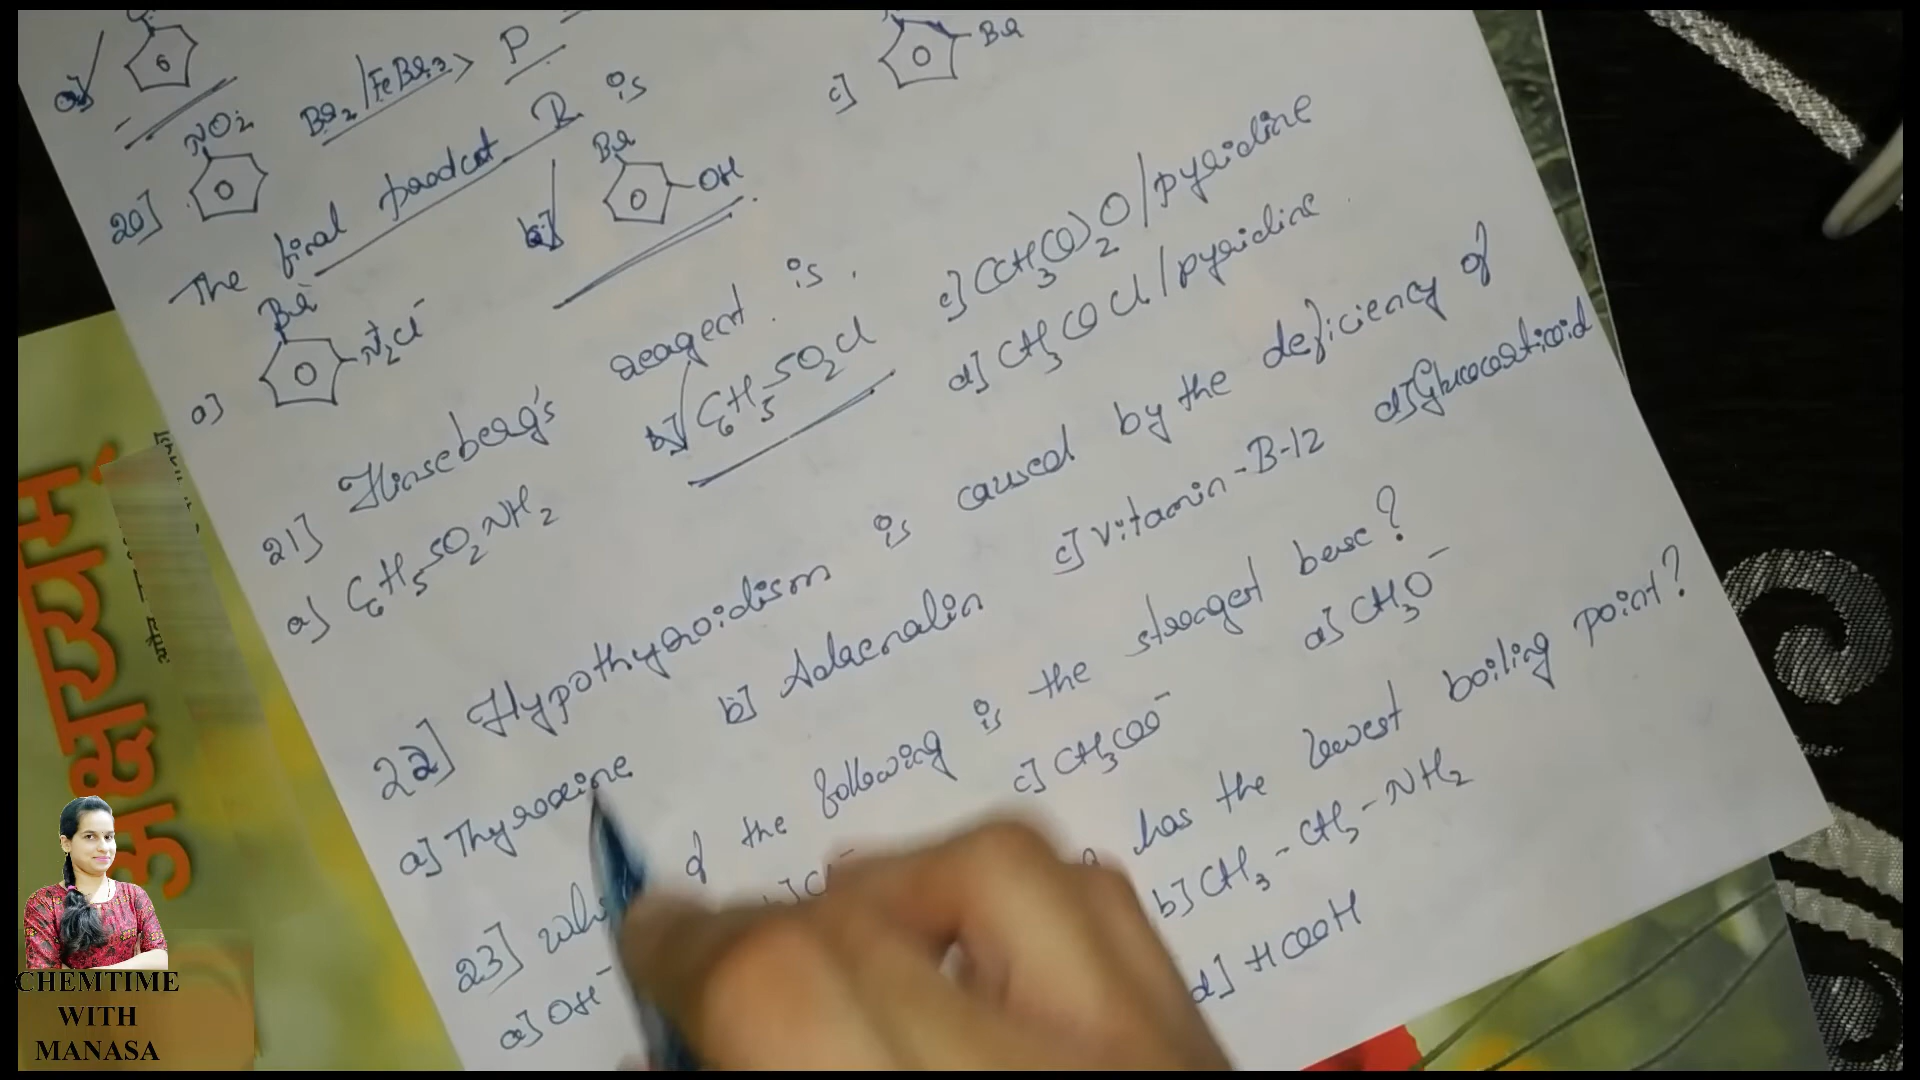 a]
20] NO2 Br2/FeBr3 > P
The final product R is
a] Br N2+Cl-
b] Br OH
c] Br
21] Hinseberg's reagent is.
a] C6H5SO2NH2
b] C6H5SO2Cl
c] (CH3CO)2O/pyridine
d] CH3COCl/pyridine.
22] Hypothyroidism is caused by the deficiency of
a] Thyroxine b] Adrenalin c] Vitamin-B-12 d] Glucocorticoid
23] of the following is the strongest base?
a] OH- c] CH3COO- a] CH3O-
has the lowest boiling point?
b] CH3-CH2-NH2
d] HCOOH
अक्षय्यम्
CHEMTIME
WITH
MANASA